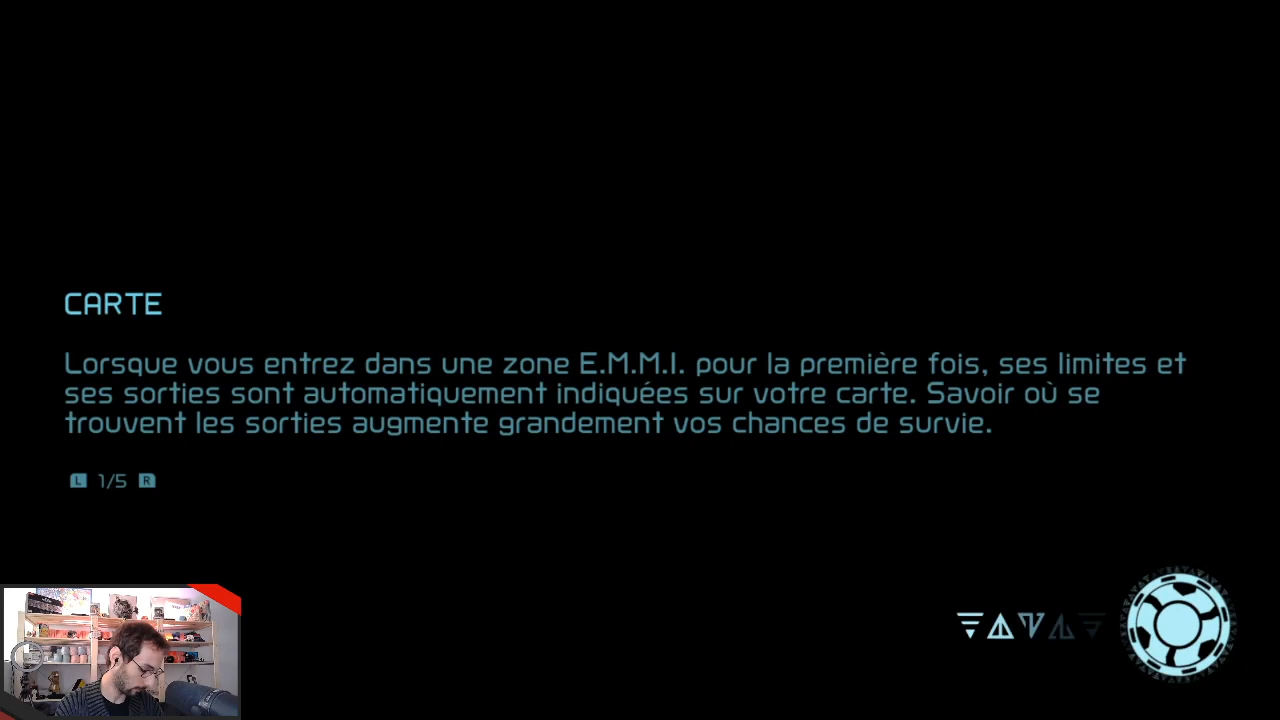 CARTE
Lorsque vous entrez dans une zone E.M.M.I. pour la première fois, ses limites et
ses sorties sont automatiquement indiquées sur votre carte. Savoir où se
trouvent les sorties augmente grandement vos chances de survie.
L 1/5 R